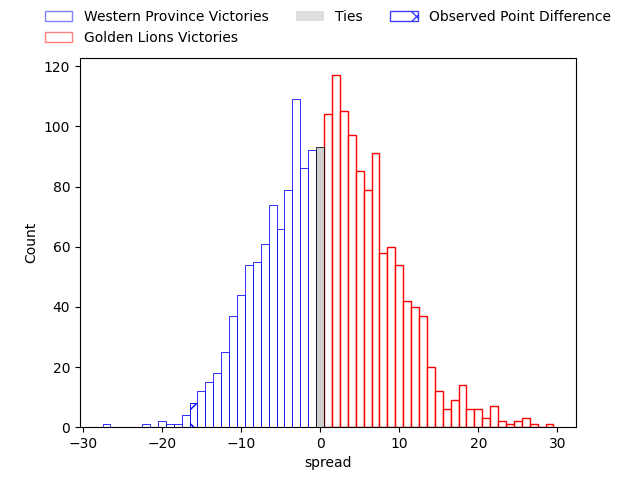 Western Province Victories
Ties
Observed Point Difference
Golden Lions Victories
120
100
80
60
40
20
0
Count
−30
−20
−10
0
10
20
30
spread